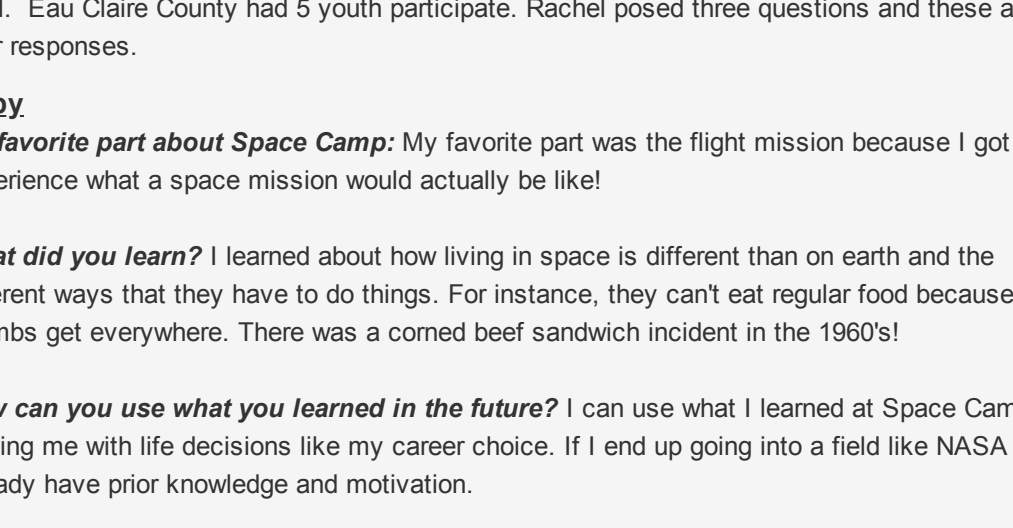 . Eau Claire County had 5 youth participate. Rachel posed three questions and these a
r responses.
by
favorite part about Space Camp: My favorite part was the flight mission because I got
erience what a space mission would actually be like!
at did you learn? I learned about how living in space is different than on earth and the
erent ways that they have to do things. For instance, they can't eat regular food because
mbs get everywhere. There was a corned beef sandwich incident in the 1960's!
w can you use what you learned in the future? I can use what I learned at Space Cam
ing me with life decisions like my career choice. If I end up going into a field like NASA
ady have prior knowledge and motivation.